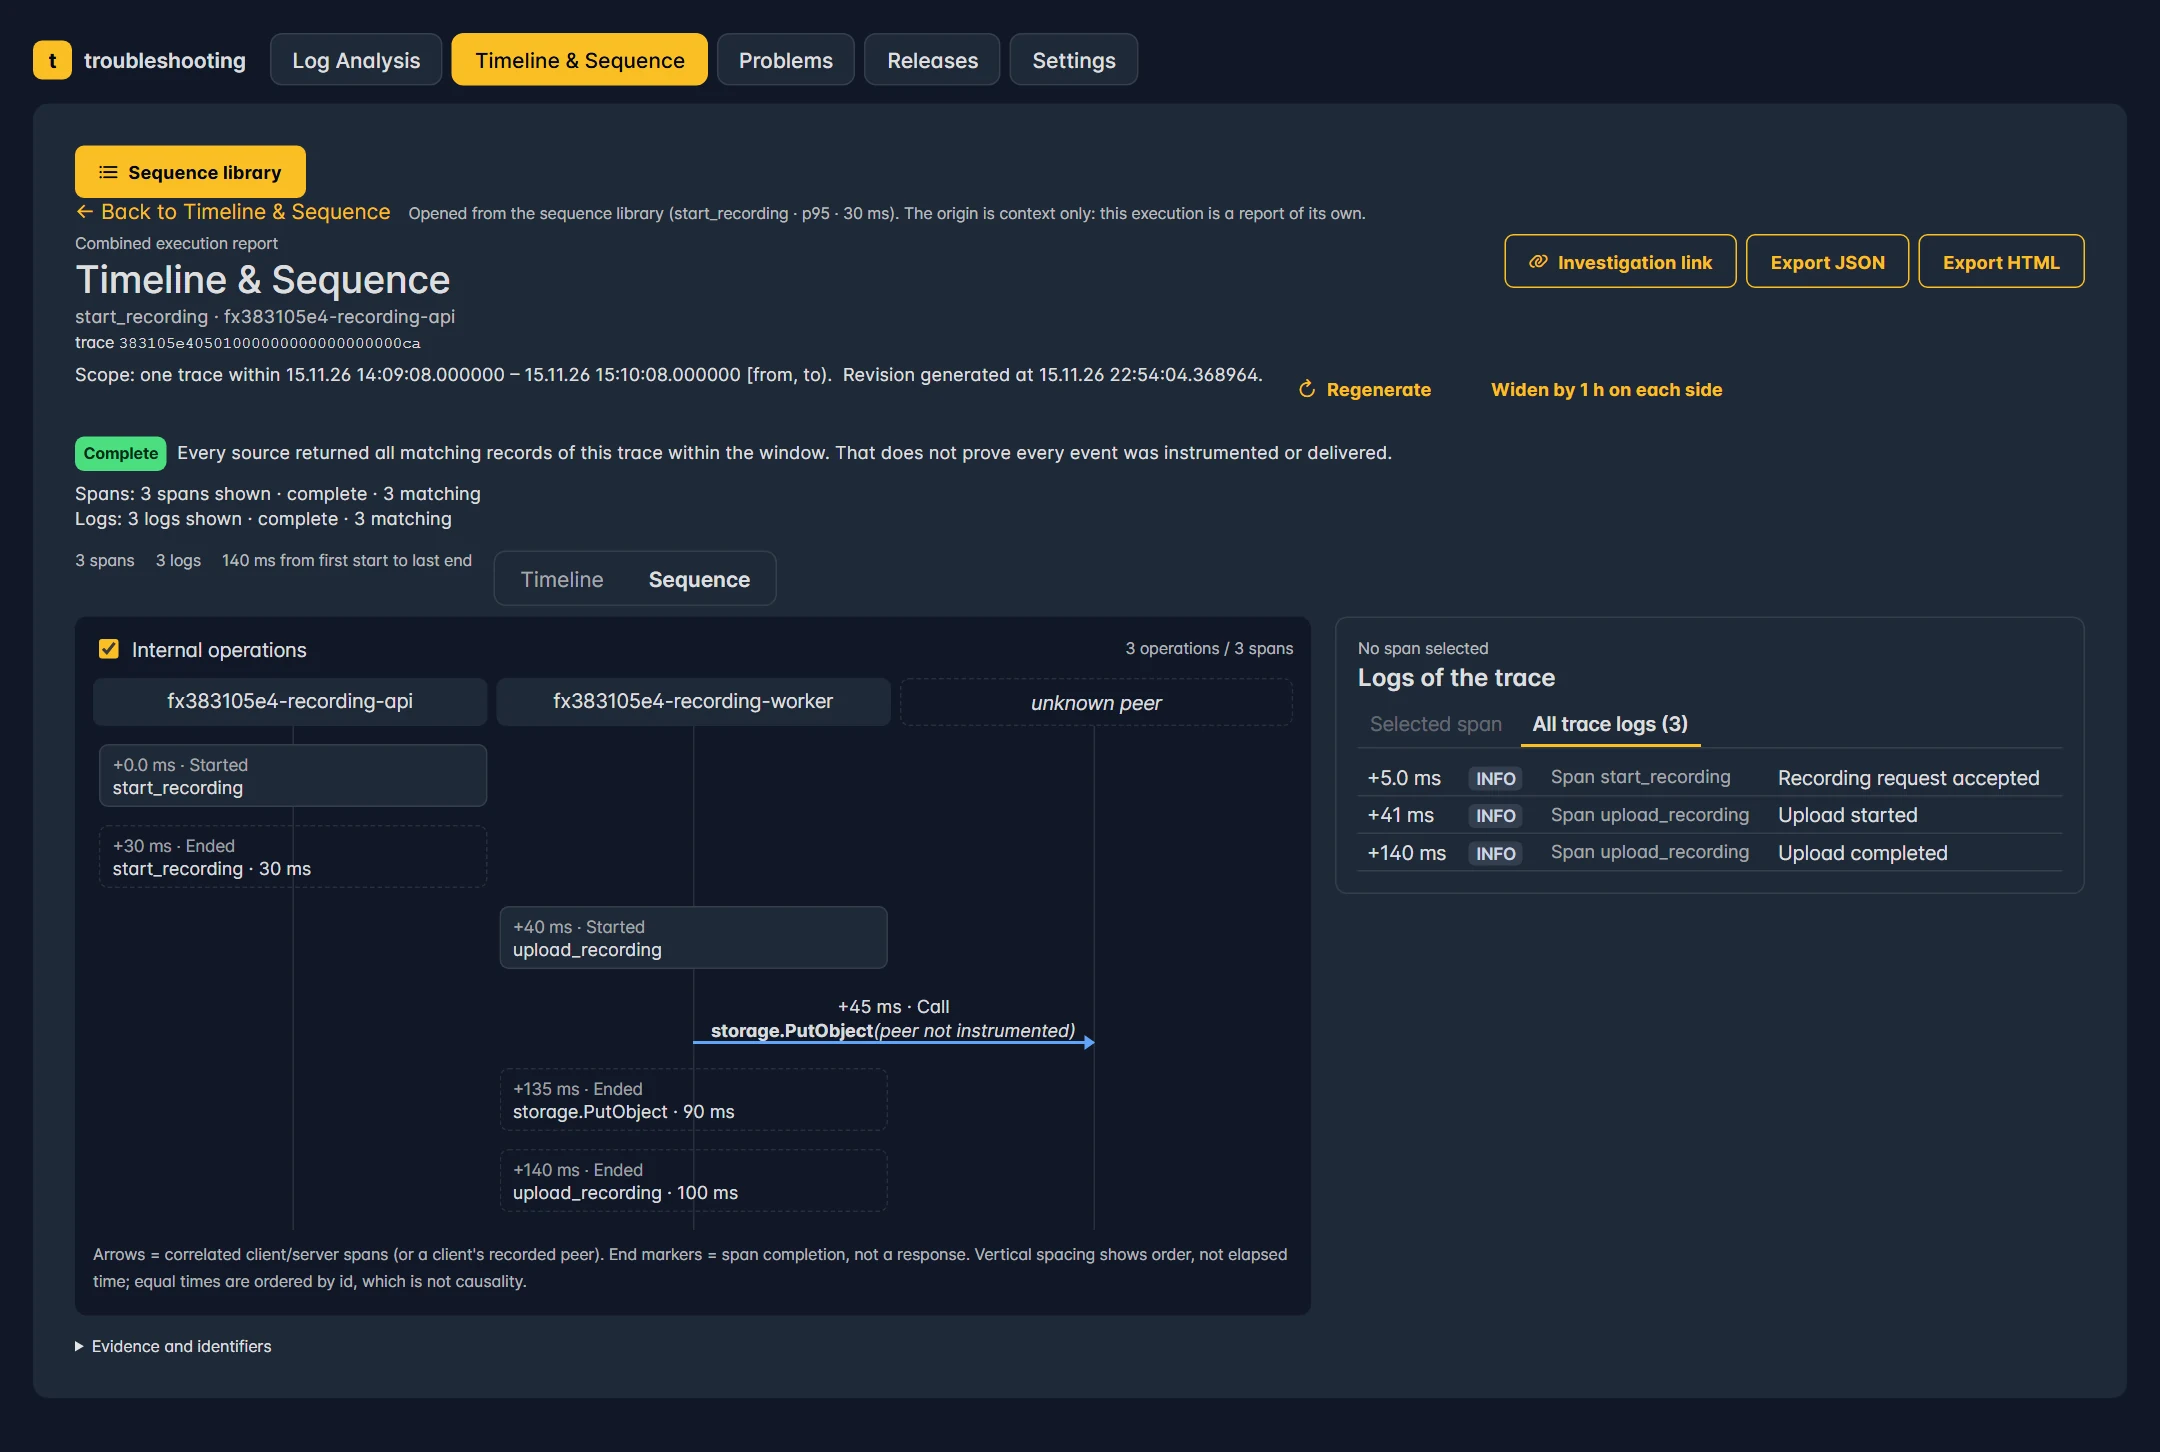 t troubleshooting Log Analysis Timeline & Sequence Problems Releases Settings
Sequence library
← Back to Timeline & Sequence Opened from the sequence library (start_recording · p95 · 30 ms). The origin is context only: this execution is a report of its own.
Combined execution report
Timeline & Sequence
Investigation link Export JSON Export HTML
start_recording · fx383105e4-recording-api
trace 383105e40501000000000000000000ca
Scope: one trace within 15.11.26 14:09:08.000000 – 15.11.26 15:10:08.000000 [from, to). Revision generated at 15.11.26 22:54:04.368964. Regenerate Widen by 1 h on each side
Complete Every source returned all matching records of this trace within the window. That does not prove every event was instrumented or delivered.
Spans: 3 spans shown · complete · 3 matching
Logs: 3 logs shown · complete · 3 matching
3 spans 3 logs 140 ms from first start to last end Timeline Sequence
Internal operations 3 operations / 3 spans
fx383105e4-recording-api fx383105e4-recording-worker unknown peer
+0.0 ms · Started
start_recording
+30 ms · Ended
start_recording · 30 ms
+40 ms · Started
upload_recording
+45 ms · Call
storage.PutObject(peer not instrumented)
+135 ms · Ended
storage.PutObject · 90 ms
+140 ms · Ended
upload_recording · 100 ms
Arrows = correlated client/server spans (or a client's recorded peer). End markers = span completion, not a response. Vertical spacing shows order, not elapsed
time; equal times are ordered by id, which is not causality.
No span selected
Logs of the trace
Selected span All trace logs (3)
+5.0 ms INFO Span start_recording Recording request accepted
+41 ms INFO Span upload_recording Upload started
+140 ms INFO Span upload_recording Upload completed
Evidence and identifiers